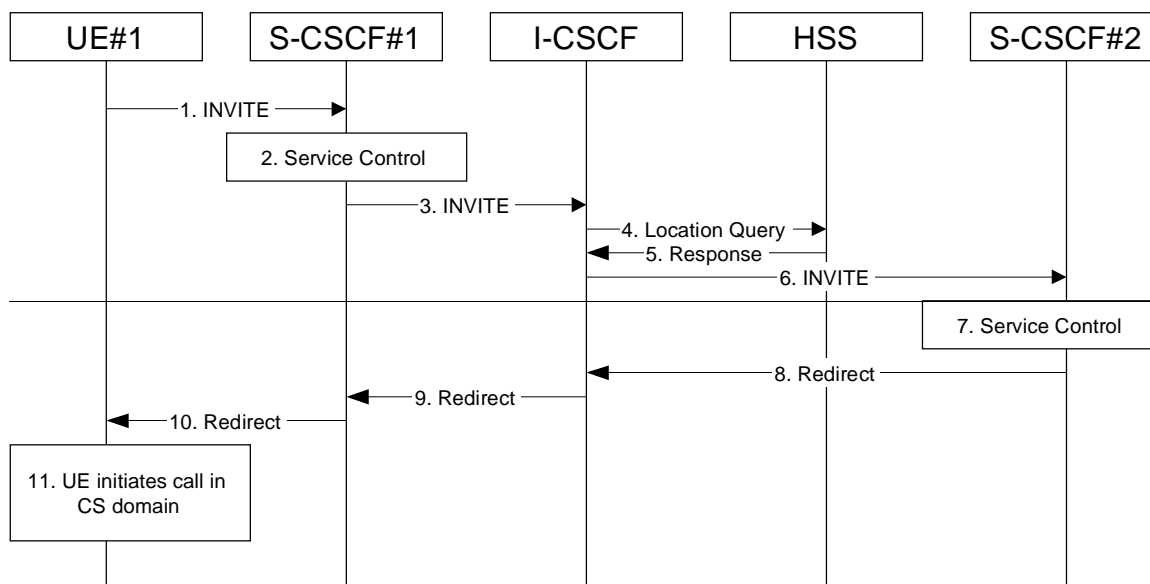 UE#1
S-CSCF#1
I-CSCF
HSS
S-CSCF#2
1. INVITE
2. Service Control
3. INVITE
4. Location Query
5. Response
6. INVITE
7. Service Control
8. Redirect
9. Redirect
10. Redirect
11. UE initiates call in
CS domain